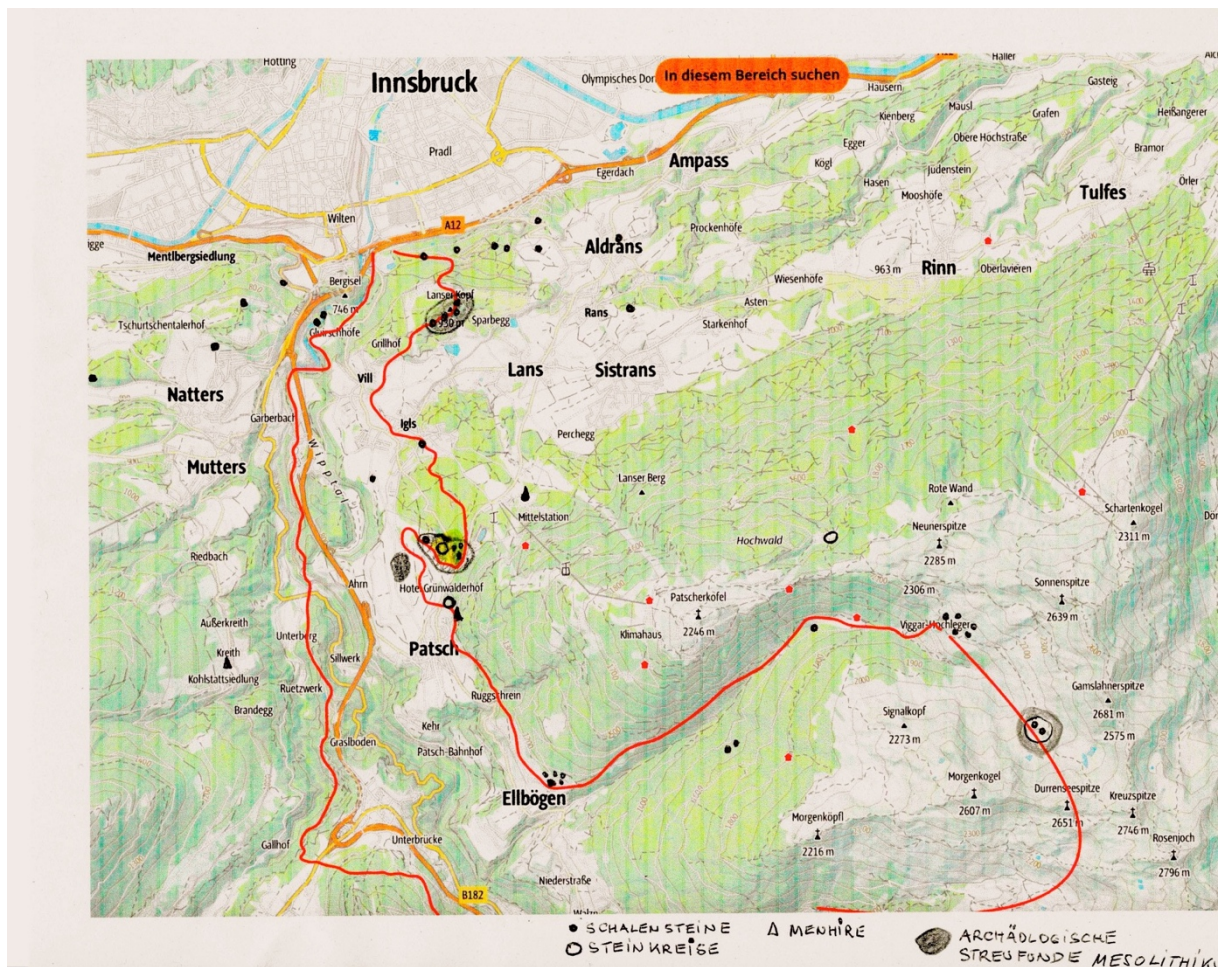 Hötting
Innsbruck
Olympisches Dor
In diesem Bereich suchen
Haller
Gasteig
Hausern
Kienberg
Mausl
Grafen
Heißangerer
Pradl
Egger
Obere Hochstraße
Bramor
Ampass
Kögl
Judenstein
Egerdach
Hasen
Mooshöfe
Tulfes
Örler
Wilten
A12
Prockenhöfe
igge
Mentlbergsiedlung
Aldrans
963 m
Rinn
Oberlavieren
Bergisel
746 m
Lanser Kopf
930 m
Sparbegg
Wiesenhöfe
Asten
Rans
Starkenhof
Tschurtschentalerhof
Gluirschhöfe
Grillhof
Vill
Lans
Sistrans
Natters
Garberbach
Igls
Perchegg
Mutters
Wipptal
Lanser Berg
Rote Wand
Mittelstation
Schartenkogel
2311 m
Neunerspitze
2285 m
Hochwald
Riedbach
Ahrn
Hotel Grünwalderhof
Patscherkofel
2246 m
2306 m
Sonnenspitze
2639 m
Außerkreith
Unterberg
Klimahaus
Viggar-Hochleger
Kreith
Kohlstattsiedlung
Patsch
Sillwerk
Ruetzwerk
Ruggschrein
Gamslahnerspitze
2681 m
2575 m
Brandegg
Kehr
Signalkopf
2273 m
Graslboden
Patsch-Bahnhof
Ellbögen
Morgenkogel
2607 m
Durrenseespitze
2651 m
Kreuzspitze
2746 m
Morgenköpfl
2216 m
Gallhof
Unterbrücke
Rosenjoch
2796 m
Niederstraße
B182
SCHALENSTEINE
MENHIRE
STEINKREISE
ARCHÄOLOGISCHE
STREUFUNDE MESOLITHIKU